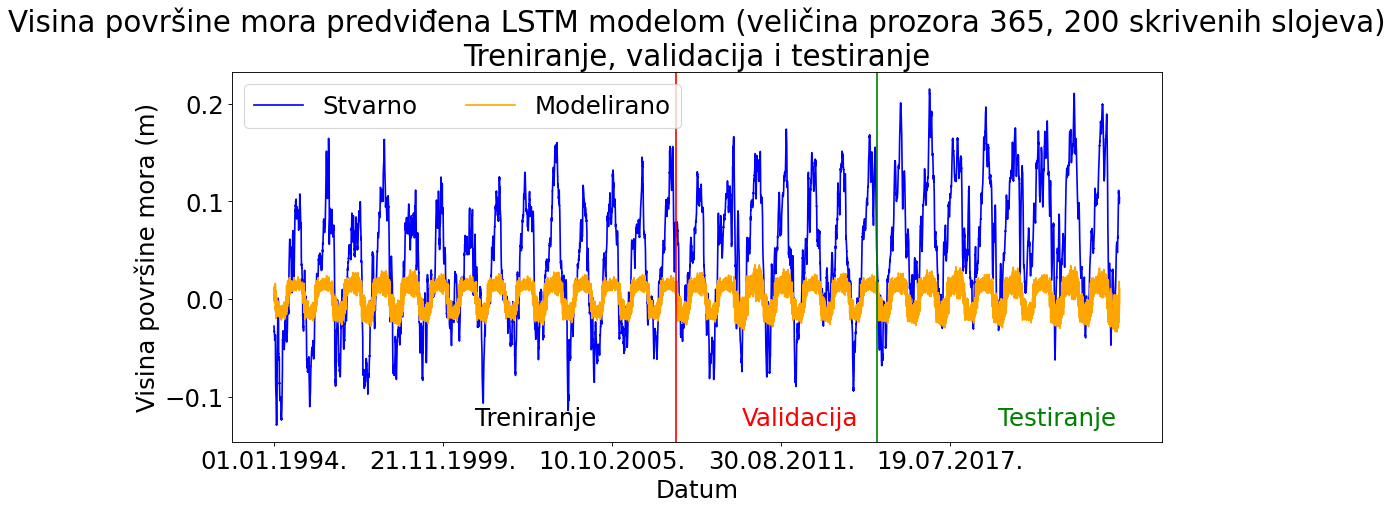 Visina površine mora predviđena LSTM modelom (veličina prozora 365, 200 skrivenih slojeva)
Treniranje, validacija i testiranje
Stvarno
Modelirano
Visina površine mora (m)
0.2
0.1
0.0
−0.1
Treniranje
Validacija
Testiranje
01.01.1994.
21.11.1999.
10.10.2005.
30.08.2011.
19.07.2017.
Datum